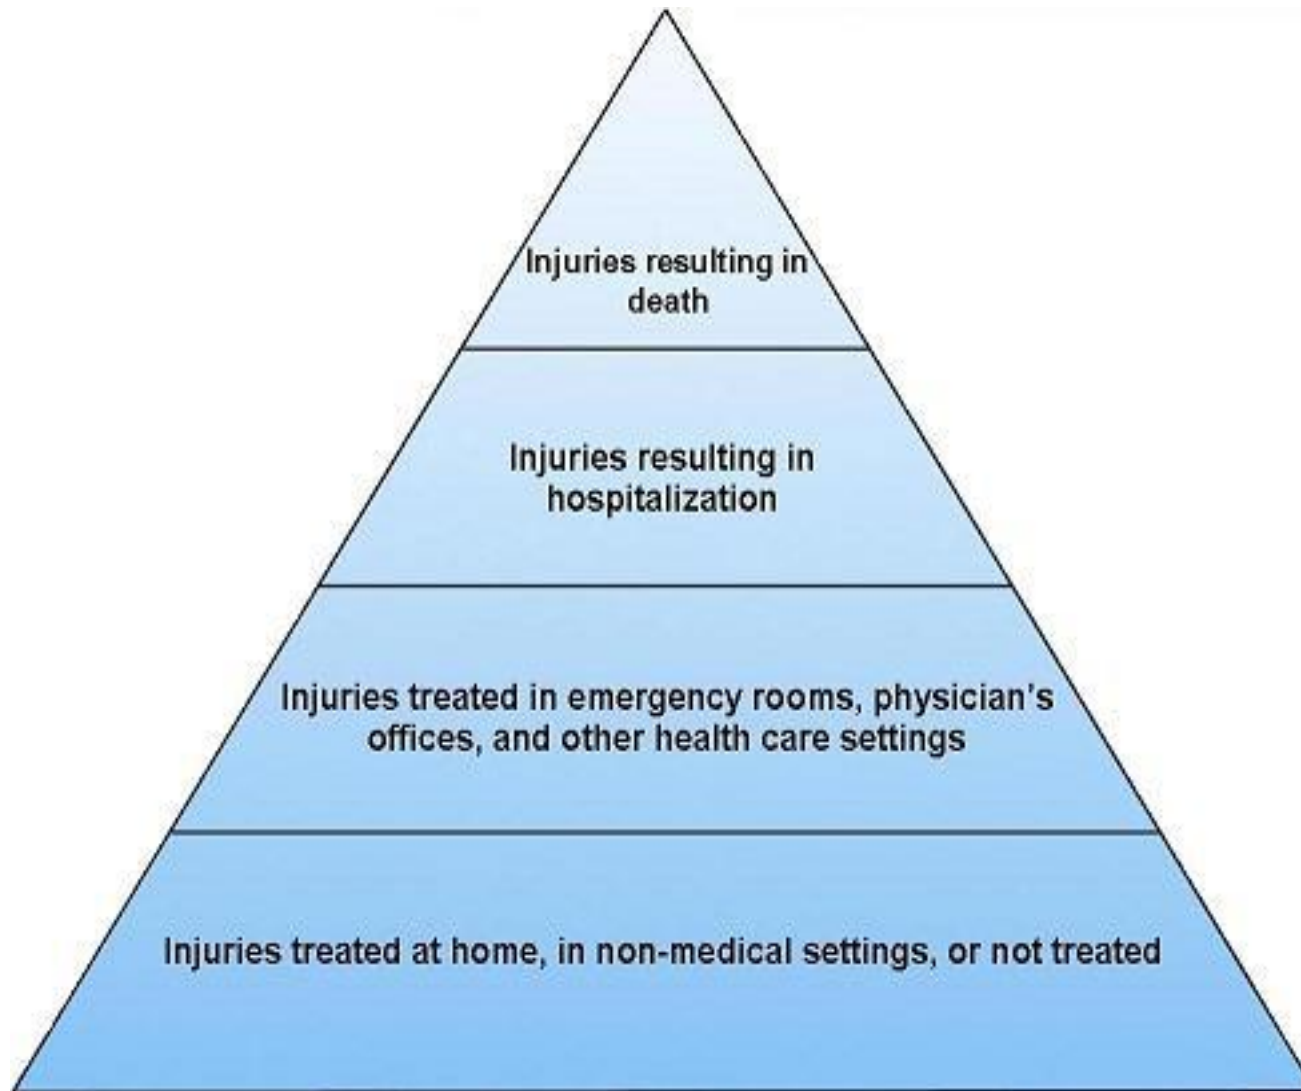 Injuries resulting in
death
Injuries resulting in
hospitalization
Injuries treated in emergency rooms, physician's
offices, and other health care settings
Injuries treated at home, in non-medical settings, or not treated